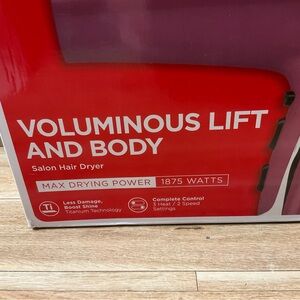 VOLUMINOUS LIFT
AND BODY
Salon Hair Dryer
MAX DRYING POWER 1875 WATTS
Ti
Less Damage,
Boost Shine
Titanium Technology
Complete Control
3 Heat / 2 Speed
Settings